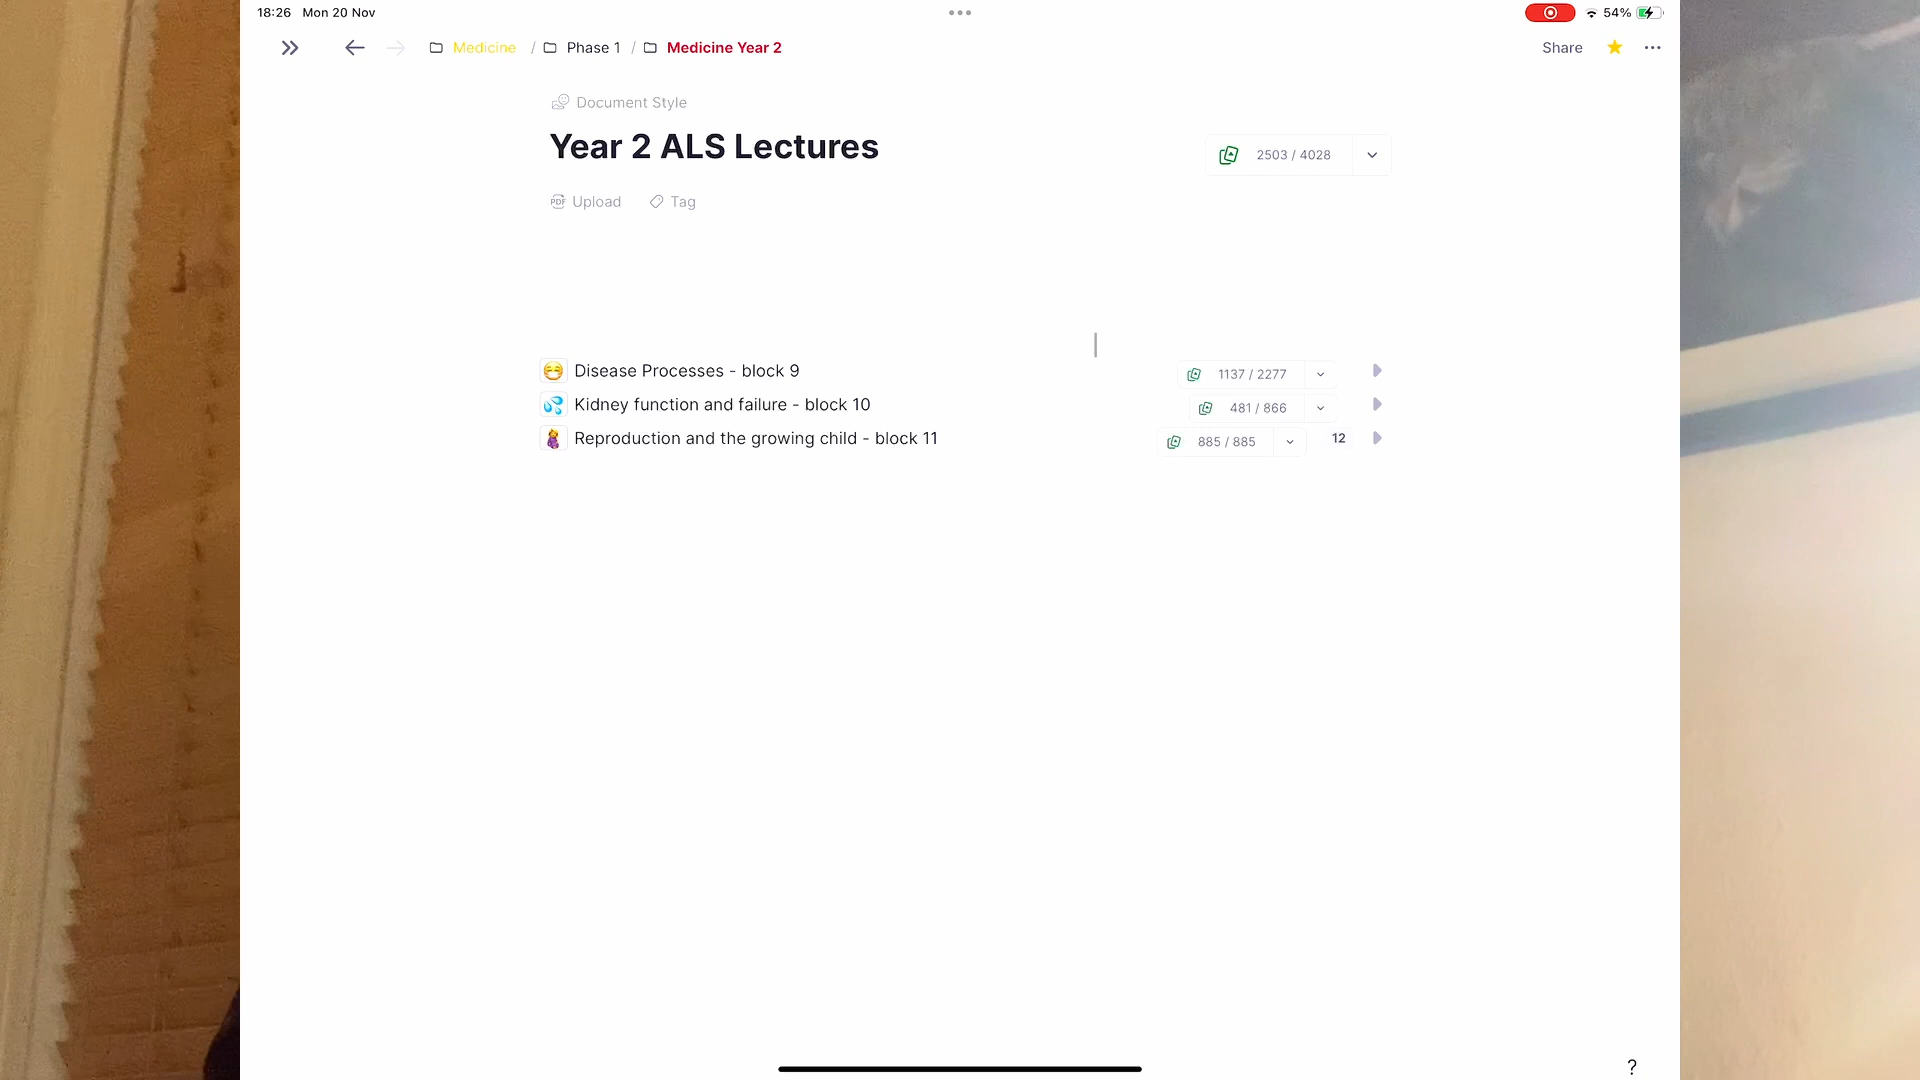 18:26 Mon 20 Nov
54%
Medicine / Phase 1 / Medicine Year 2
Share
Document Style
Year 2 ALS Lectures
2503 / 4028
PDF Upload Tag
Disease Processes - block 9 1137 / 2277
Kidney function and failure - block 10 481 / 866
Reproduction and the growing child - block 11 885 / 885 12
?